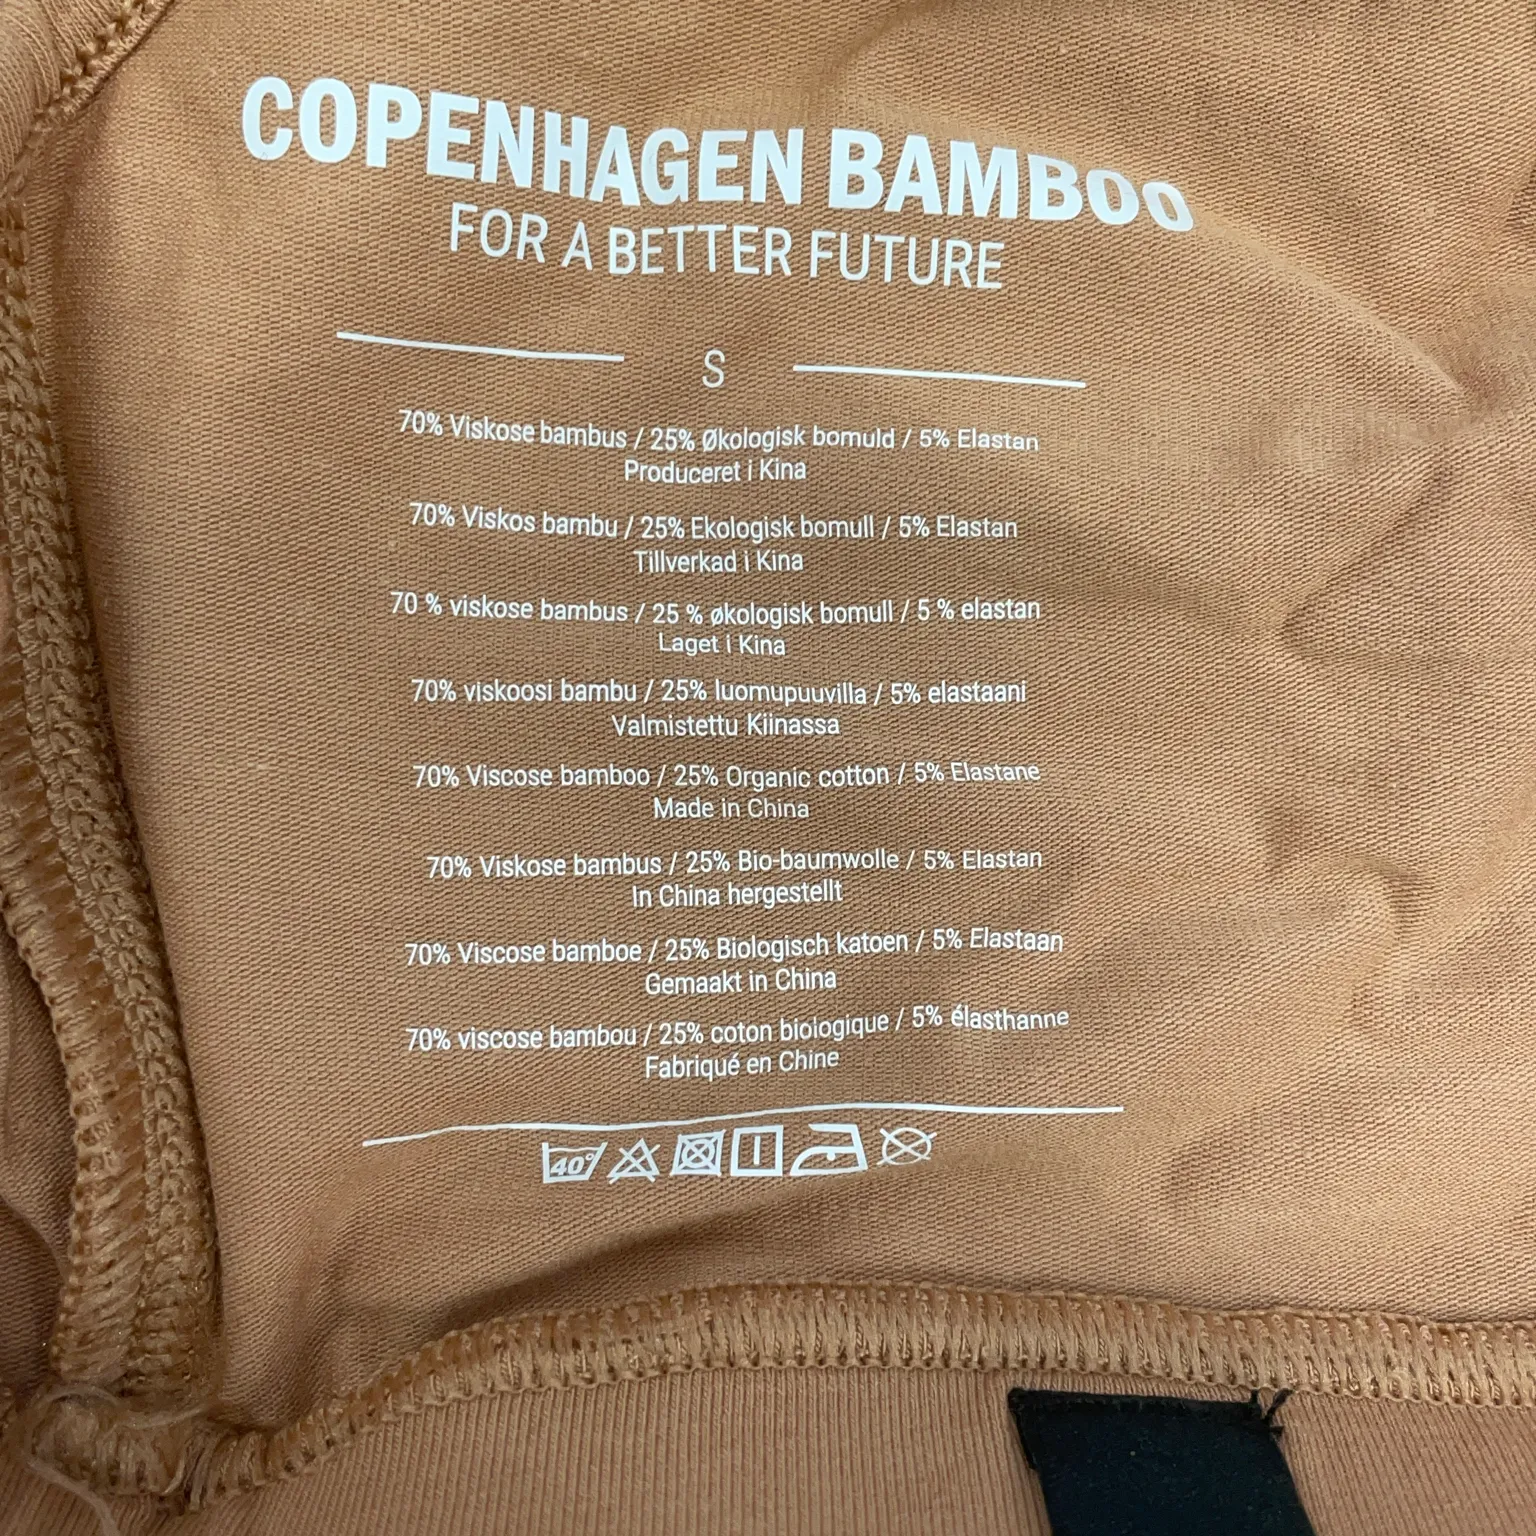 COPENHAGEN BAMBOO
FOR A BETTER FUTURE
S
70% Viskose bambus / 25% Økologisk bomuld / 5% Elastan
Produceret i Kina
70% Viskos bambu / 25% Ekologisk bomull / 5% Elastan
Tillverkad i Kina
70 % viskose bambus / 25 % økologisk bomull / 5 % elastan
Laget i Kina
70% viskoosi bambu / 25% luomupuuvilla / 5% elastaani
Valmistettu Kiinassa
70% Viscose bamboo / 25% Organic cotton / 5% Elastane
Made in China
70% Viskose bambus / 25% Bio-baumwolle / 5% Elastan
In China hergestellt
70% Viscose bamboe / 25% Biologisch katoen / 5% Elastaan
Gemaakt in China
70% viscose bambou / 25% coton biologique / 5% élasthanne
Fabriqué en Chine
40°